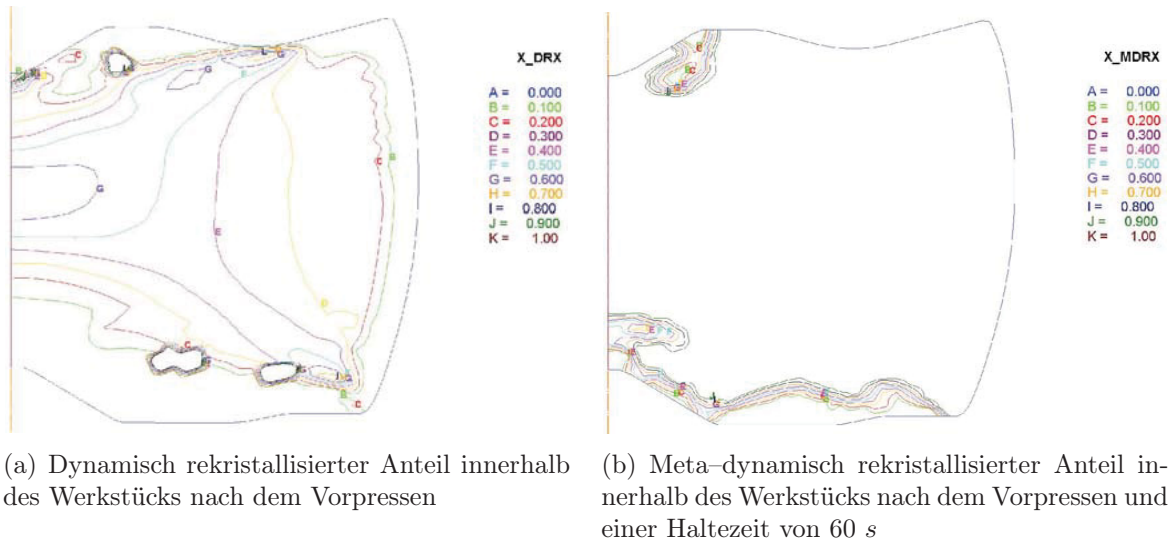 X_DRX
A = 0.000
B = 0.100
C = 0.200
D = 0.300
E = 0.400
F = 0.500
G = 0.600
H = 0.700
I = 0.800
J = 0.900
K = 1.00
X_MDRX
A = 0.000
B = 0.100
C = 0.200
D = 0.300
E = 0.400
F = 0.500
G = 0.600
H = 0.700
I = 0.800
J = 0.900
K = 1.00
(a) Dynamisch rekristallisierter Anteil innerhalb
des Werkstücks nach dem Vorpressen
(b) Meta–dynamisch rekristallisierter Anteil in-
nerhalb des Werkstücks nach dem Vorpressen und
einer Haltezeit von 60 s